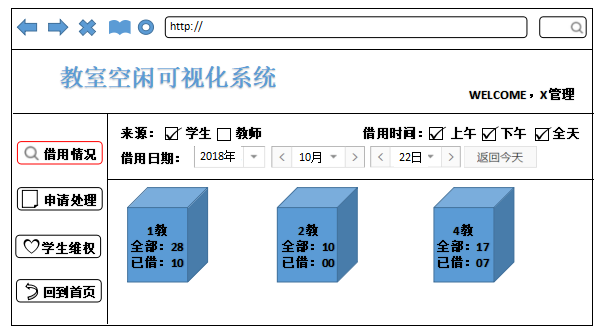 http://
教室空闲可视化系统
WELCOME，X管理
来源： 学生 教师 借用时间： 上午 下午 全天
借用日期： 2018年 10月 22日 返回今天
借用情况
申请处理
学生维权
回到首页
1教
全部：28
已借：10
2教
全部：10
已借：00
4教
全部：17
已借：07